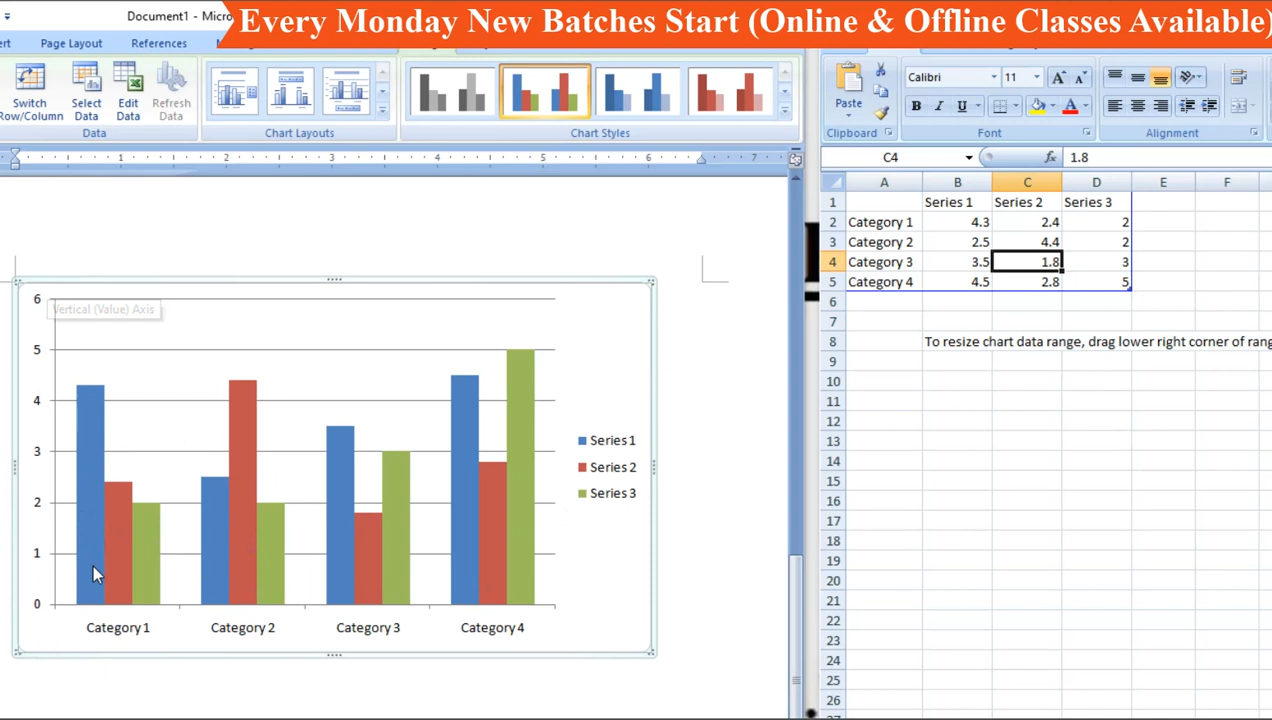 Document1 - Micro
Every Monday New Batches Start (Online & Offline Classes Available)
Page Layout
References
Switch
Row/Column
Select
Data
Edit
Data
Refresh
Data
Data
Chart Layouts
Chart Styles
Paste
Clipboard
Calibri
11
B I U
Font
Alignment
1 2 3 4 5 6 7
C4
fx
1.8
A B C D E F
1 Series 1 Series 2 Series 3
2 Category 1 4.3 2.4 2
3 Category 2 2.5 4.4 2
4 Category 3 3.5 1.8 3
5 Category 4 4.5 2.8 5
6
7
8 To resize chart data range, drag lower right corner of rang
9
10
11
12
13
14
15
16
17
18
19
20
21
22
23
24
25
26
6
Vertical (Value) Axis
5
4
3
2
1
0
Series 1
Series 2
Series 3
Category 1
Category 2
Category 3
Category 4